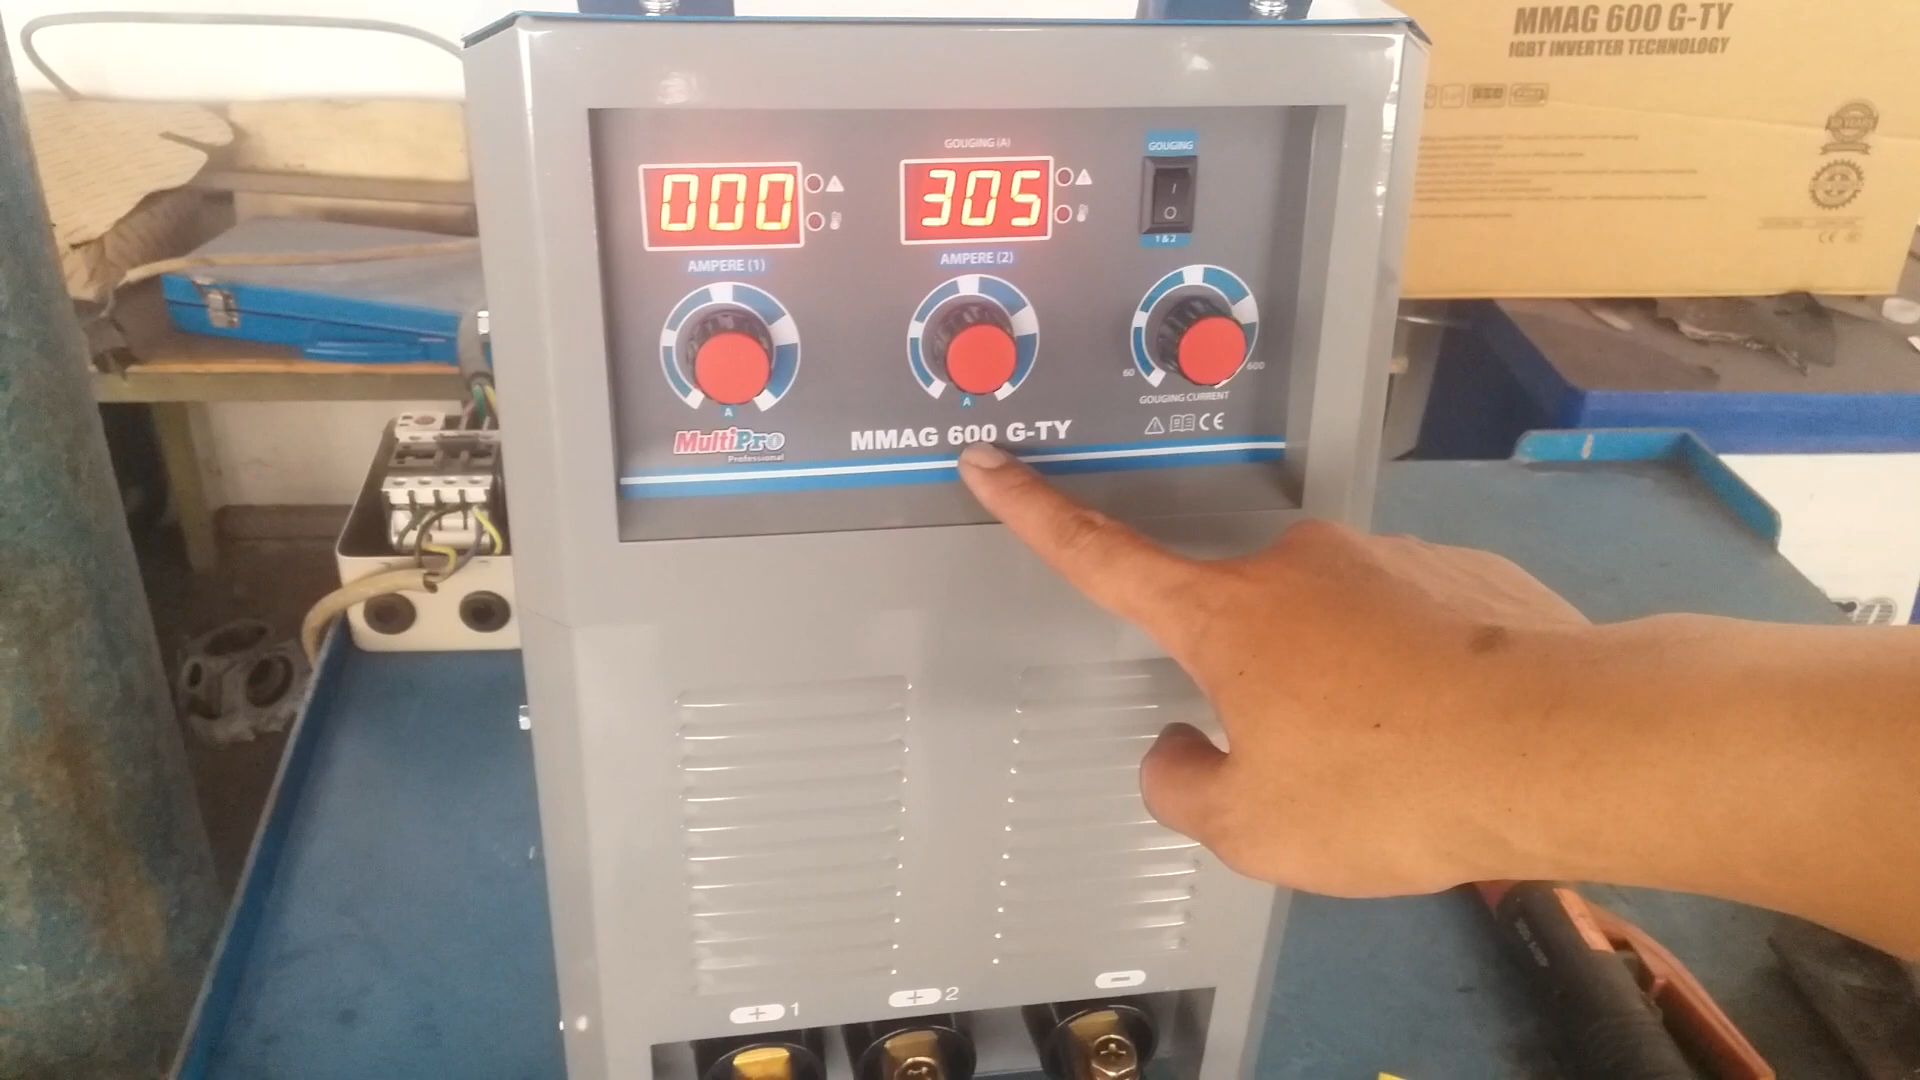 MMAG 600 G-TY
IGBT INVERTER TECHNOLOGY
GOUGING (A)
GOUGING
000
305
I
O
1 & 2
AMPERE (1)
AMPERE (2)
60
600
A
A
GOUGING CURRENT
MultiPro
Professional
MMAG 600 G-TY
CE
+ 1
+ 2
-